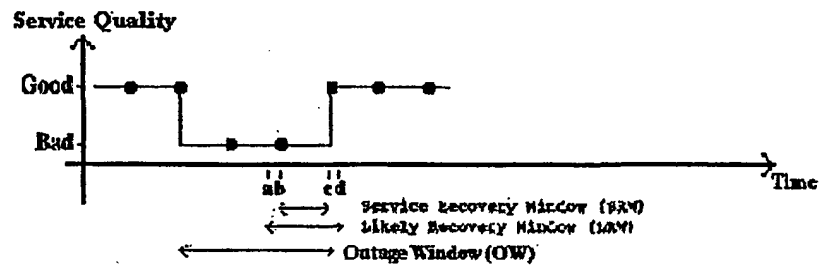 Service Quality
Good
Bad
a b c d
Time
Service Recovery Window (SRW)
Likely Recovery Window (LRW)
Outage Window (OW)